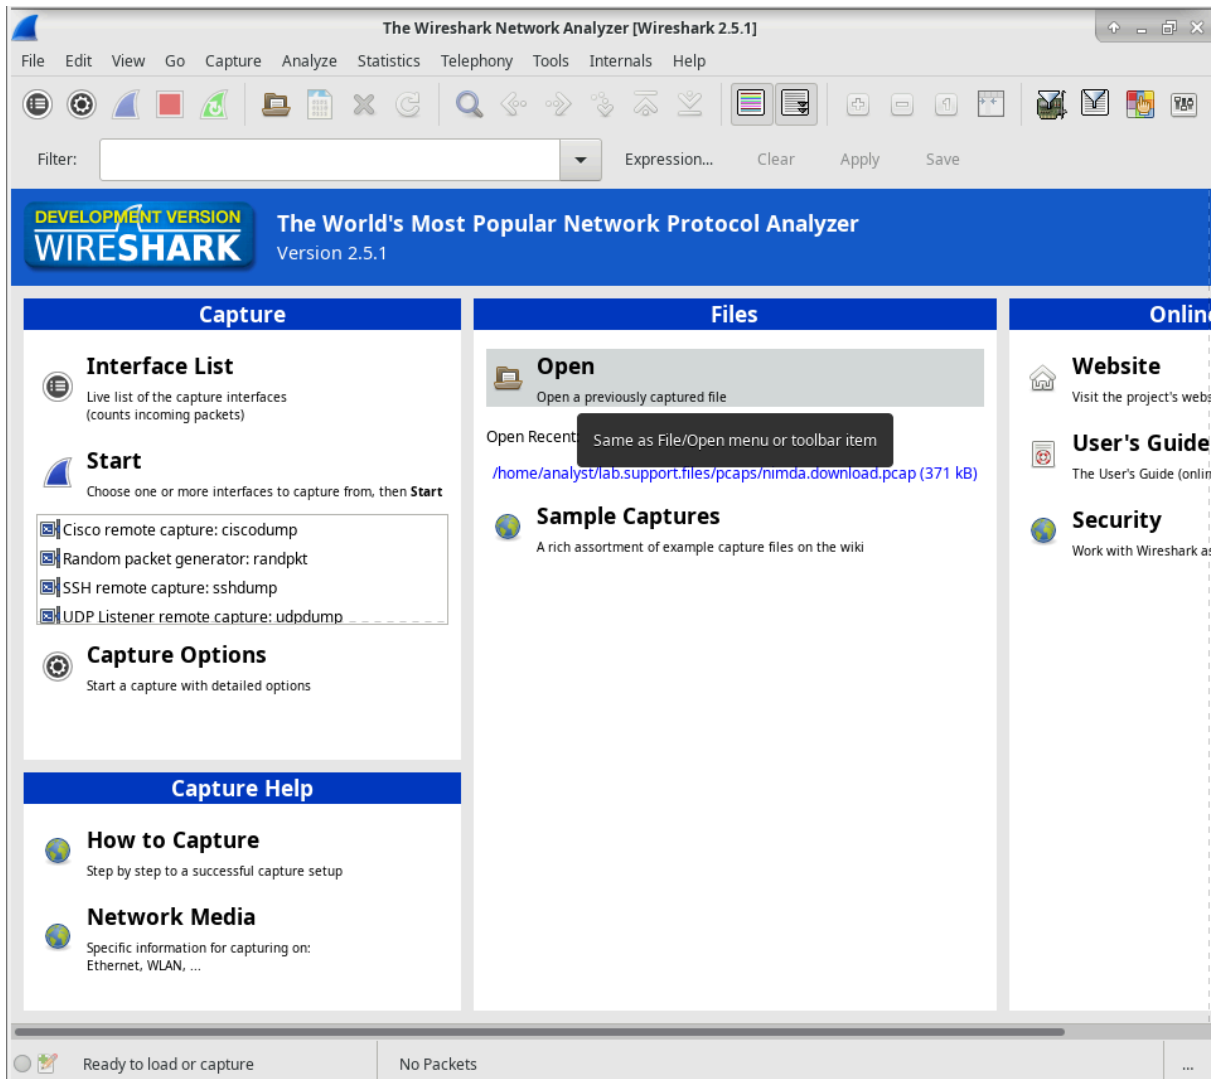 The Wireshark Network Analyzer [Wireshark 2.5.1]
File Edit View Go Capture Analyze Statistics Telephony Tools Internals Help
Filter: Expression... Clear Apply Save
DEVELOPMENT VERSION
WIRESHARK
The World's Most Popular Network Protocol Analyzer
Version 2.5.1
Capture
Interface List
Live list of the capture interfaces
(counts incoming packets)
Start
Choose one or more interfaces to capture from, then Start
Cisco remote capture: ciscodump
Random packet generator: randpkt
SSH remote capture: sshdump
UDP Listener remote capture: udpdump
Capture Options
Start a capture with detailed options
Capture Help
How to Capture
Step by step to a successful capture setup
Network Media
Specific information for capturing on:
Ethernet, WLAN, ...
Files
Open
Open a previously captured file
Open Recent:
Same as File/Open menu or toolbar item
/home/analyst/lab.support.files/pcaps/nimda.download.pcap (371 kB)
Sample Captures
A rich assortment of example capture files on the wiki
Onlin
Website
Visit the project's webs
User's Guide
The User's Guide (onlin
Security
Work with Wireshark as
Ready to load or capture
No Packets
...